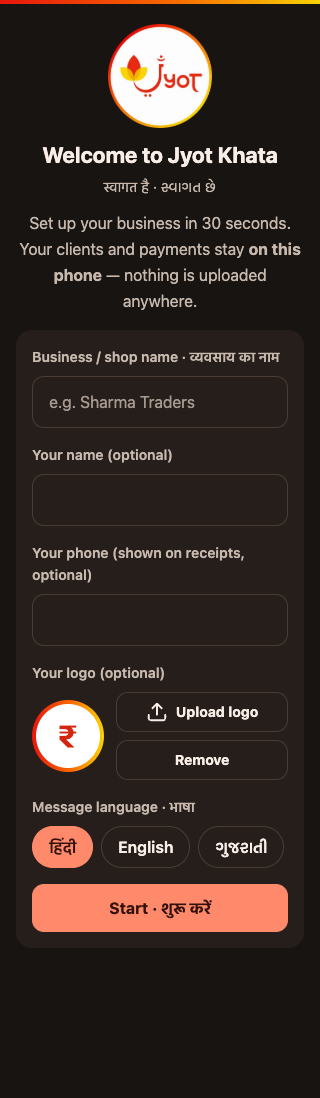 Jyot
Welcome to Jyot Khata
स्वागत है · સ્વાગત છે
Set up your business in 30 seconds.
Your clients and payments stay on this
phone — nothing is uploaded
anywhere.
Business / shop name · व्यवसाय का नाम
e.g. Sharma Traders
Your name (optional)
Your phone (shown on receipts,
optional)
Your logo (optional)
₹
Upload logo
Remove
Message language · भाषा
हिंदी English ગુજરાતી
Start · शुरू करें